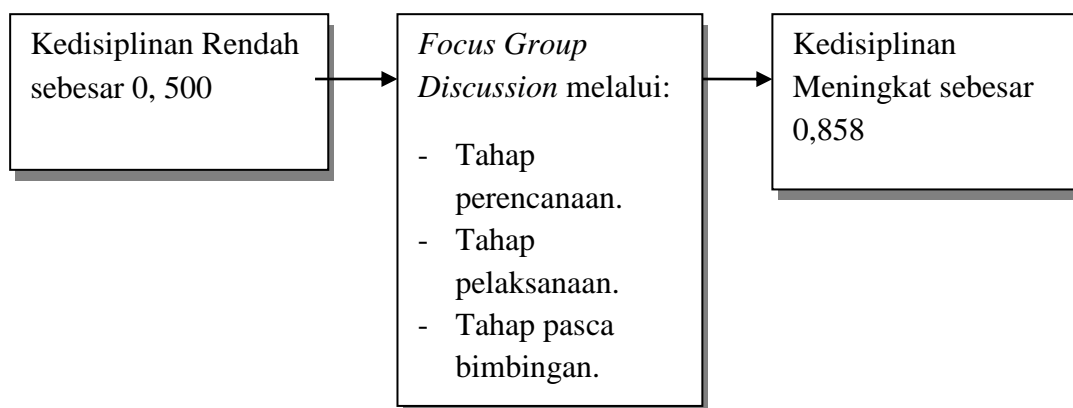 Kedisiplinan Rendah
sebesar 0, 500
Focus Group
Discussion melalui:
- Tahap
perencanaan.
- Tahap
pelaksanaan.
- Tahap pasca
bimbingan.
Kedisiplinan
Meningkat sebesar
0,858